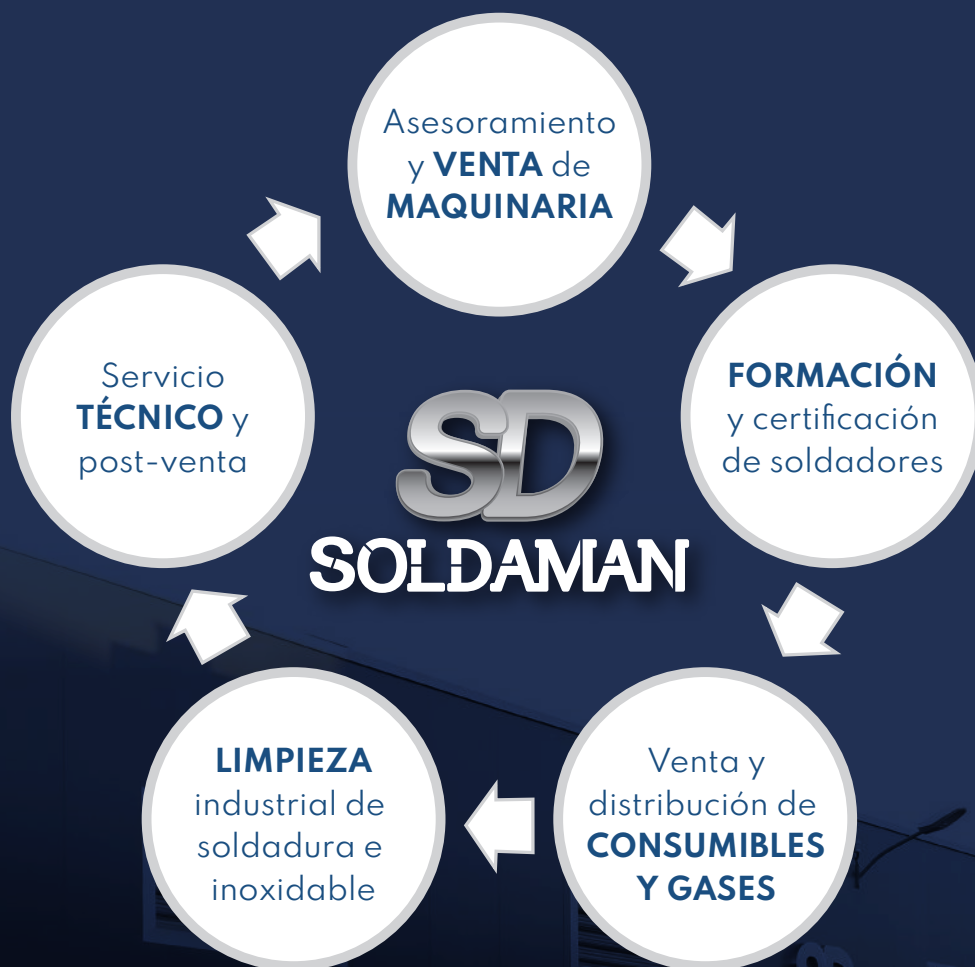 Asesoramiento
y VENTA de
MAQUINARIA
FORMACIÓN
y certificación
de soldadores
Venta y
distribución de
CONSUMIBLES
Y GASES
LIMPIEZA
industrial de
soldadura e
inoxidable
Servicio
TÉCNICO y
post-venta
SD
SOLDAMAN
SD